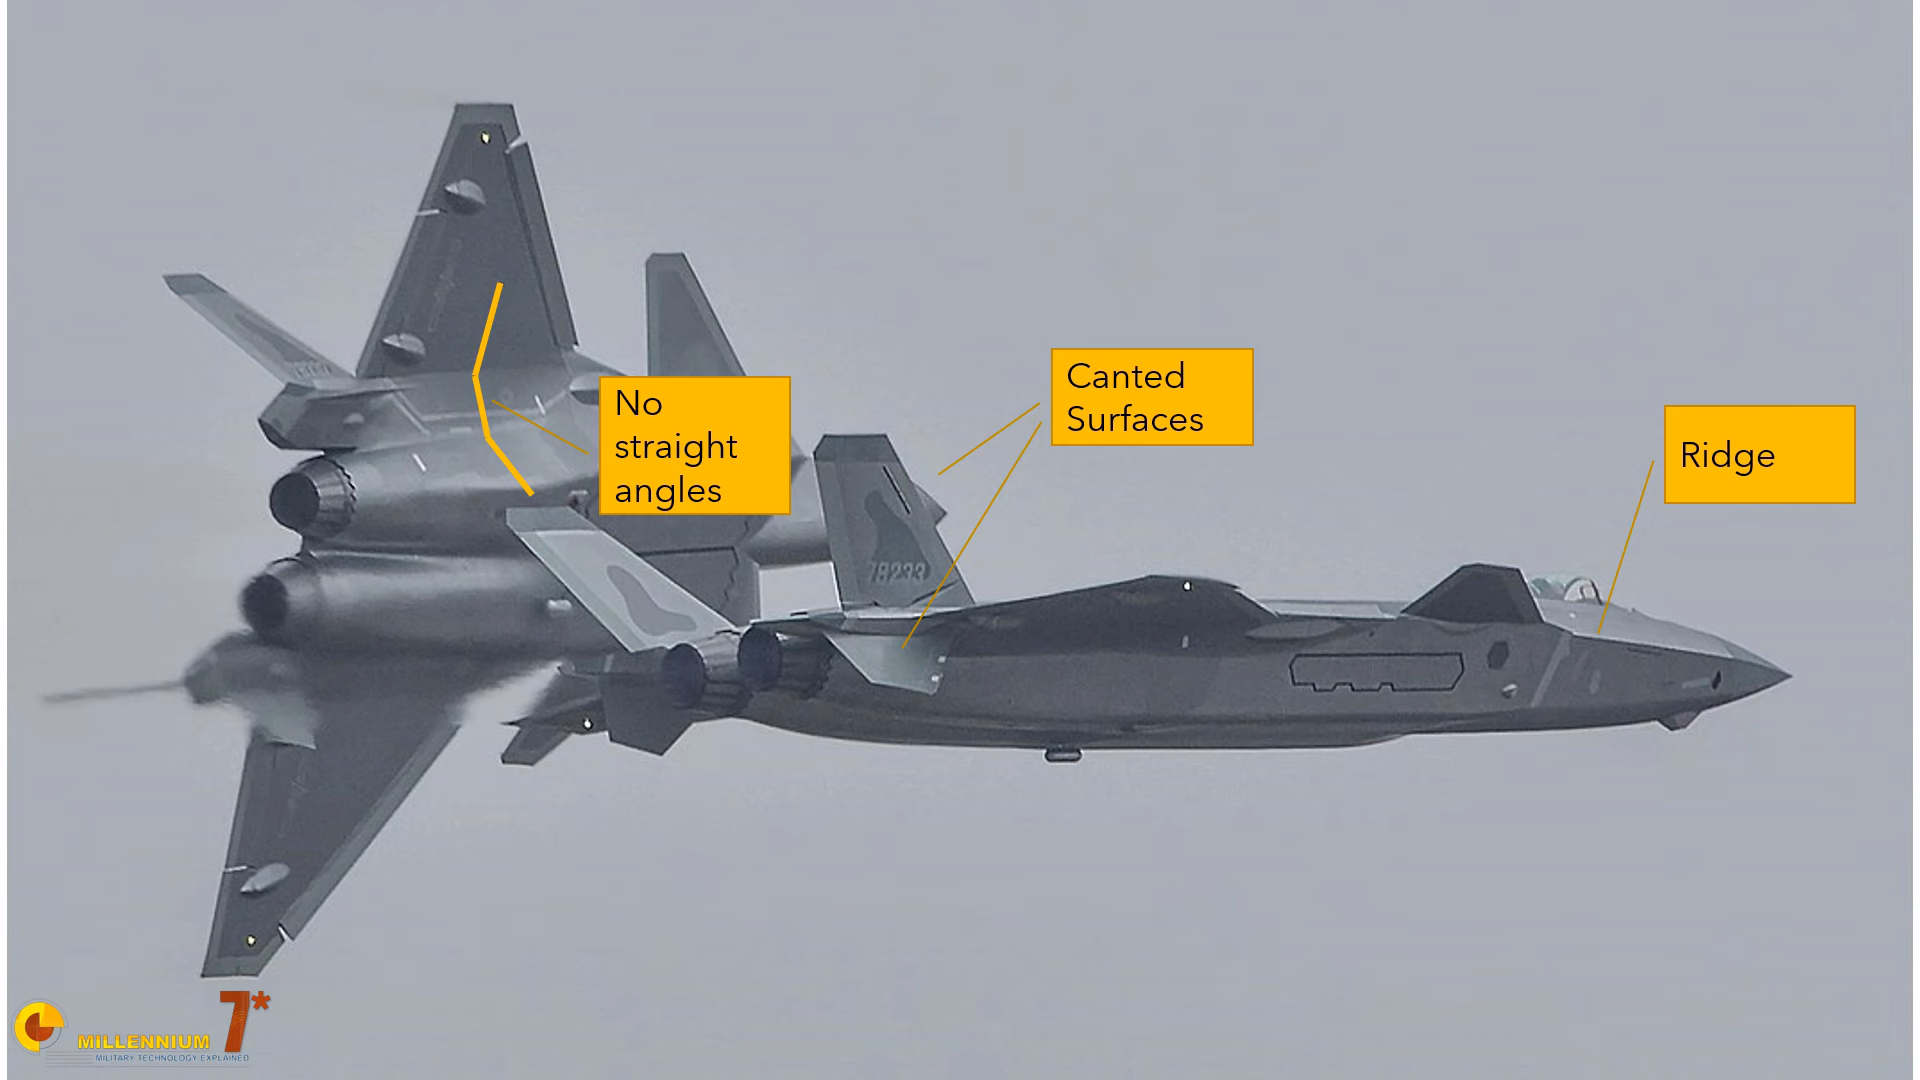 No
straight
angles
Canted
Surfaces
Ridge
78233
7*
MILLENNIUM
MILITARY TECHNOLOGY EXPLAINED